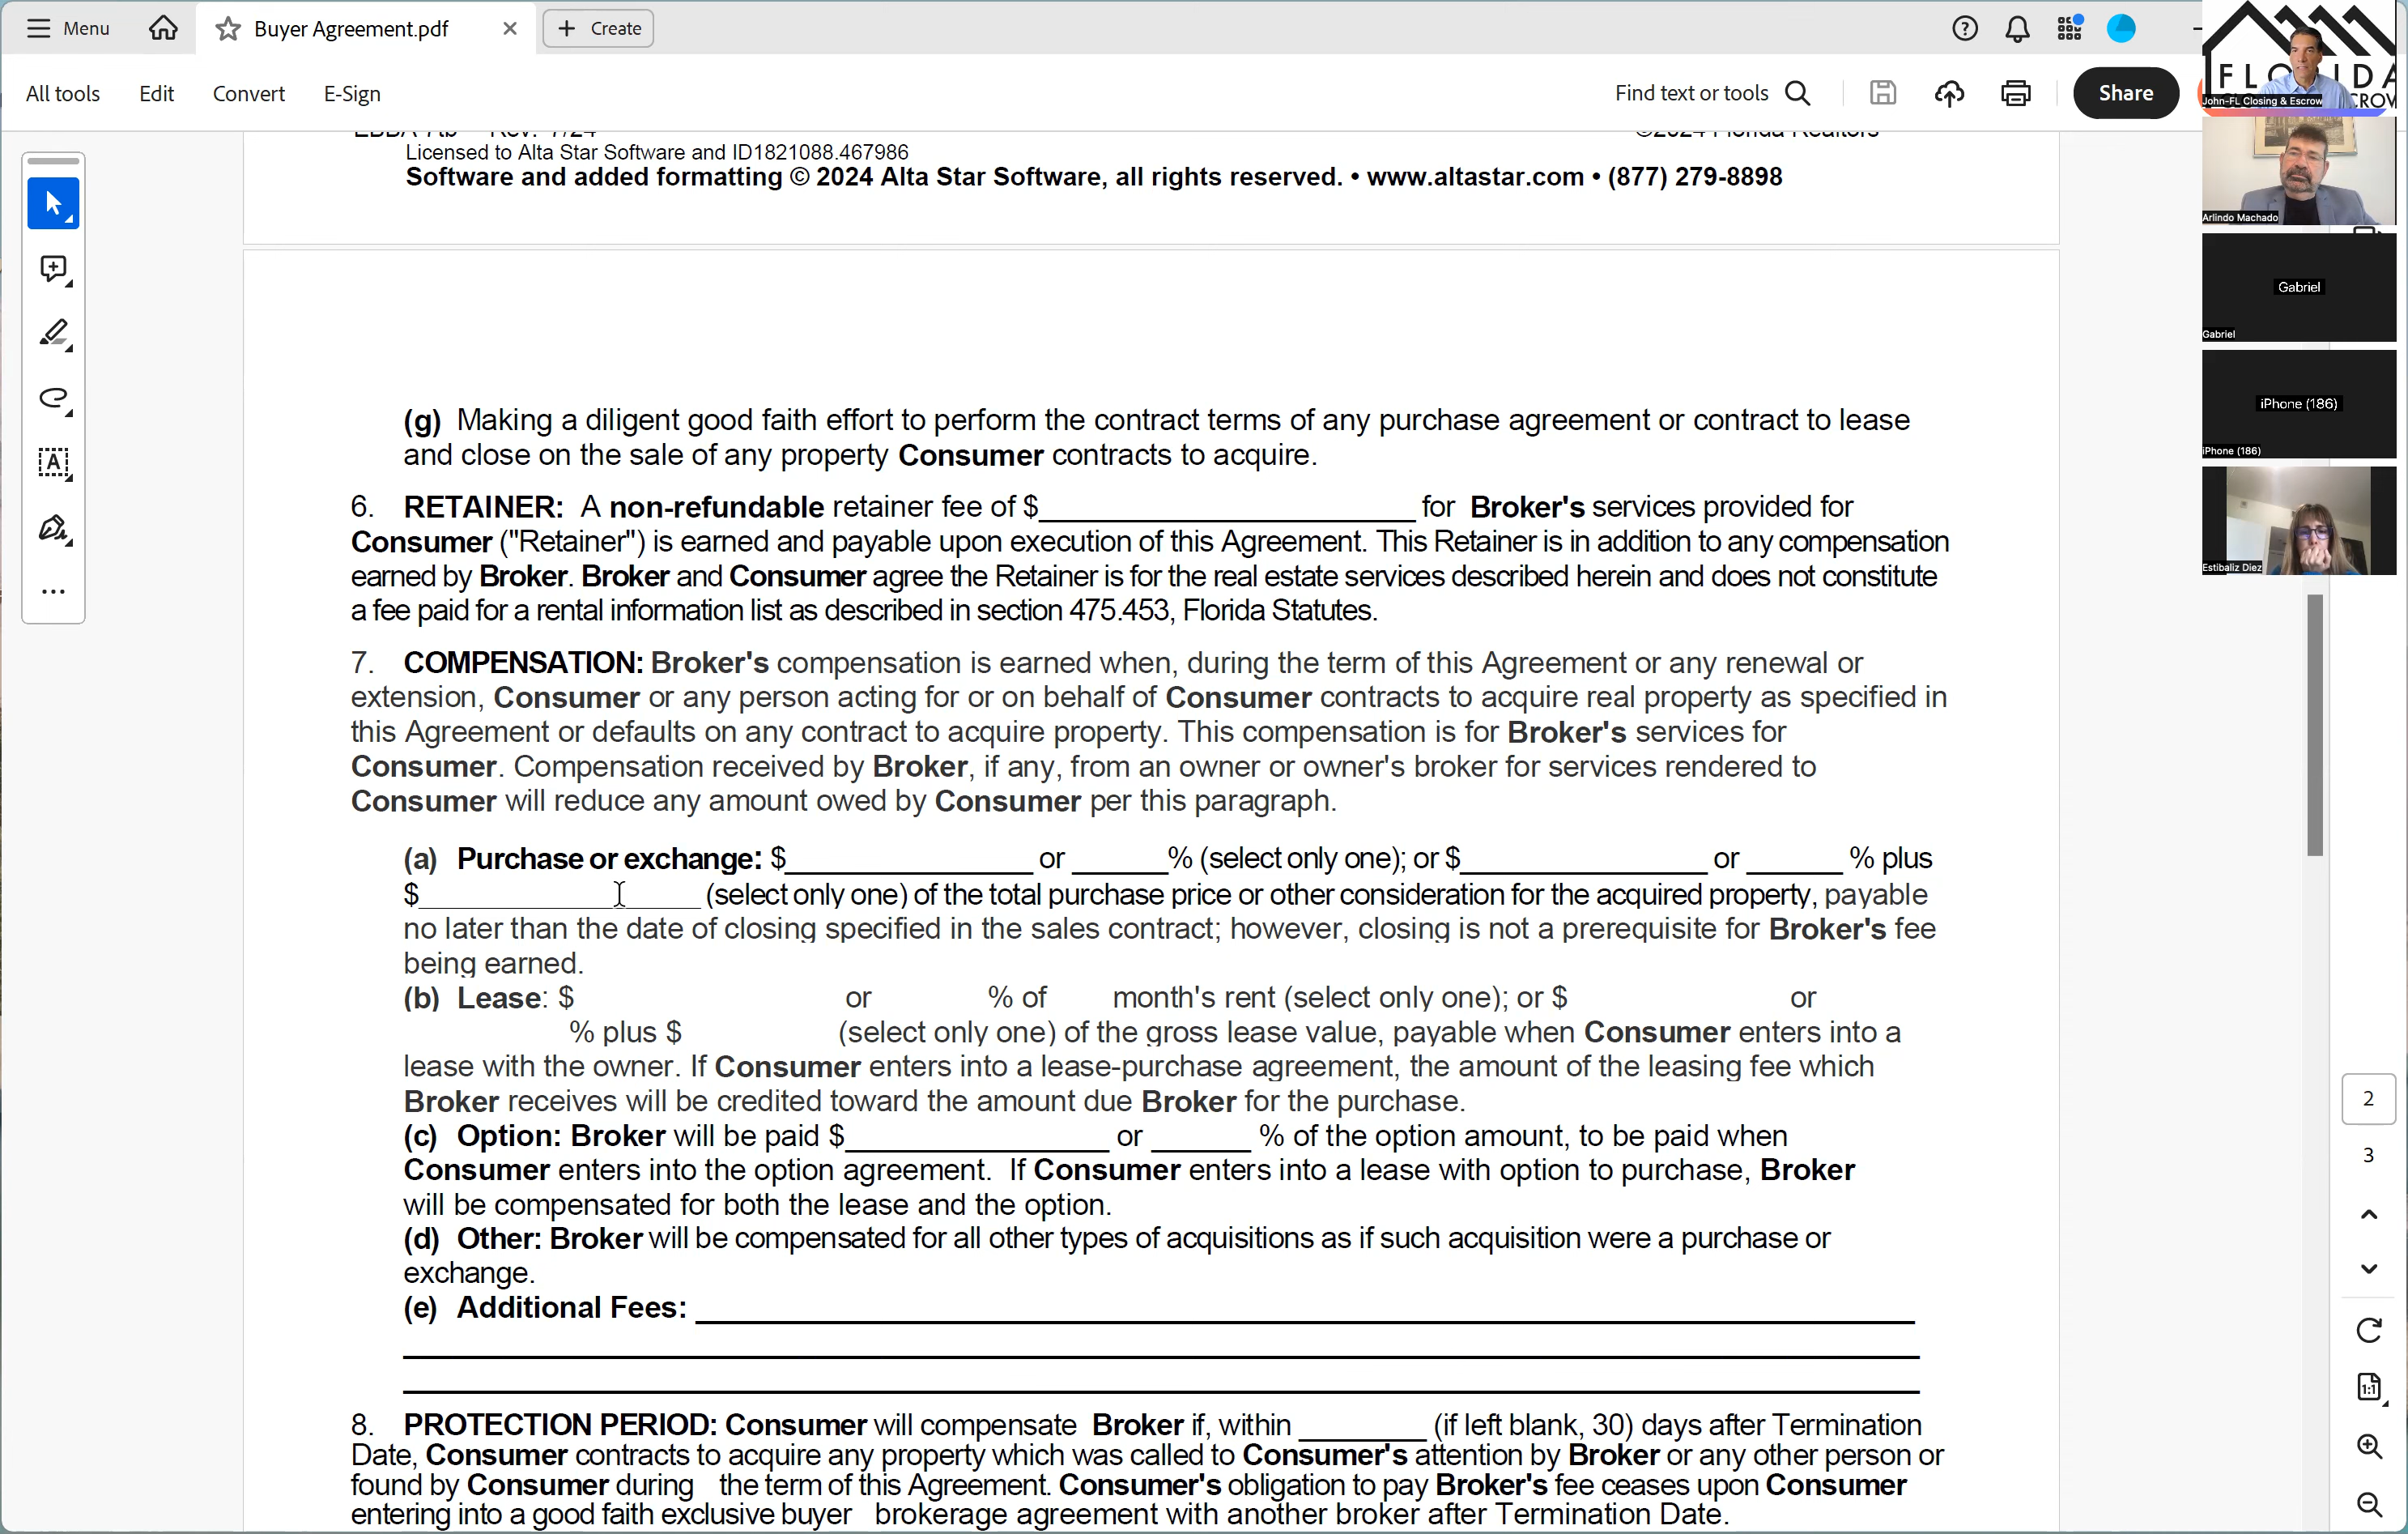 Menu
Buyer Agreement.pdf
Create
All tools
Edit
Convert
E-Sign
Find text or tools
Share
FLORIDA
John-FL Closing & Escrow
Arlindo Machado
Gabriel
Gabriel
iPhone (186)
iPhone (186)
Estibaliz Diez
Licensed to Alta Star Software and ID1821088.467986
Software and added formatting © 2024 Alta Star Software, all rights reserved. • www.altastar.com • (877) 279-8898
(g) Making a diligent good faith effort to perform the contract terms of any purchase agreement or contract to lease
and close on the sale of any property Consumer contracts to acquire.
6. RETAINER: A non-refundable retainer fee of $__________ for Broker's services provided for
Consumer ("Retainer") is earned and payable upon execution of this Agreement. This Retainer is in addition to any compensation
earned by Broker. Broker and Consumer agree the Retainer is for the real estate services described herein and does not constitute
a fee paid for a rental information list as described in section 475.453, Florida Statutes.
7. COMPENSATION: Broker's compensation is earned when, during the term of this Agreement or any renewal or
extension, Consumer or any person acting for or on behalf of Consumer contracts to acquire real property as specified in
this Agreement or defaults on any contract to acquire property. This compensation is for Broker's services for
Consumer. Compensation received by Broker, if any, from an owner or owner's broker for services rendered to
Consumer will reduce any amount owed by Consumer per this paragraph.
(a) Purchase or exchange: $__________ or ____% (select only one); or $__________ or ____ % plus
$__________ (select only one) of the total purchase price or other consideration for the acquired property, payable
no later than the date of closing specified in the sales contract; however, closing is not a prerequisite for Broker's fee
being earned.
(b) Lease: $ or % of month's rent (select only one); or $ or
% plus $ (select only one) of the gross lease value, payable when Consumer enters into a
lease with the owner. If Consumer enters into a lease-purchase agreement, the amount of the leasing fee which
Broker receives will be credited toward the amount due Broker for the purchase.
(c) Option: Broker will be paid $__________ or ____ % of the option amount, to be paid when
Consumer enters into the option agreement. If Consumer enters into a lease with option to purchase, Broker
will be compensated for both the lease and the option.
(d) Other: Broker will be compensated for all other types of acquisitions as if such acquisition were a purchase or
exchange.
(e) Additional Fees: __________
8. PROTECTION PERIOD: Consumer will compensate Broker if, within ______ (if left blank, 30) days after Termination
Date, Consumer contracts to acquire any property which was called to Consumer's attention by Broker or any other person or
found by Consumer during the term of this Agreement. Consumer's obligation to pay Broker's fee ceases upon Consumer
entering into a good faith exclusive buyer brokerage agreement with another broker after Termination Date.
2
3
1:1